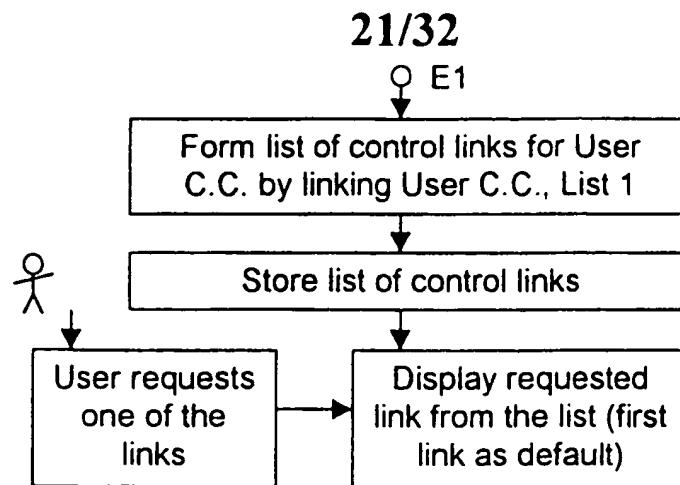 21/32
E1
Form list of control links for User
C.C. by linking User C.C., List 1
Store list of control links
User requests
one of the
links
Display requested
link from the list (first
link as default)